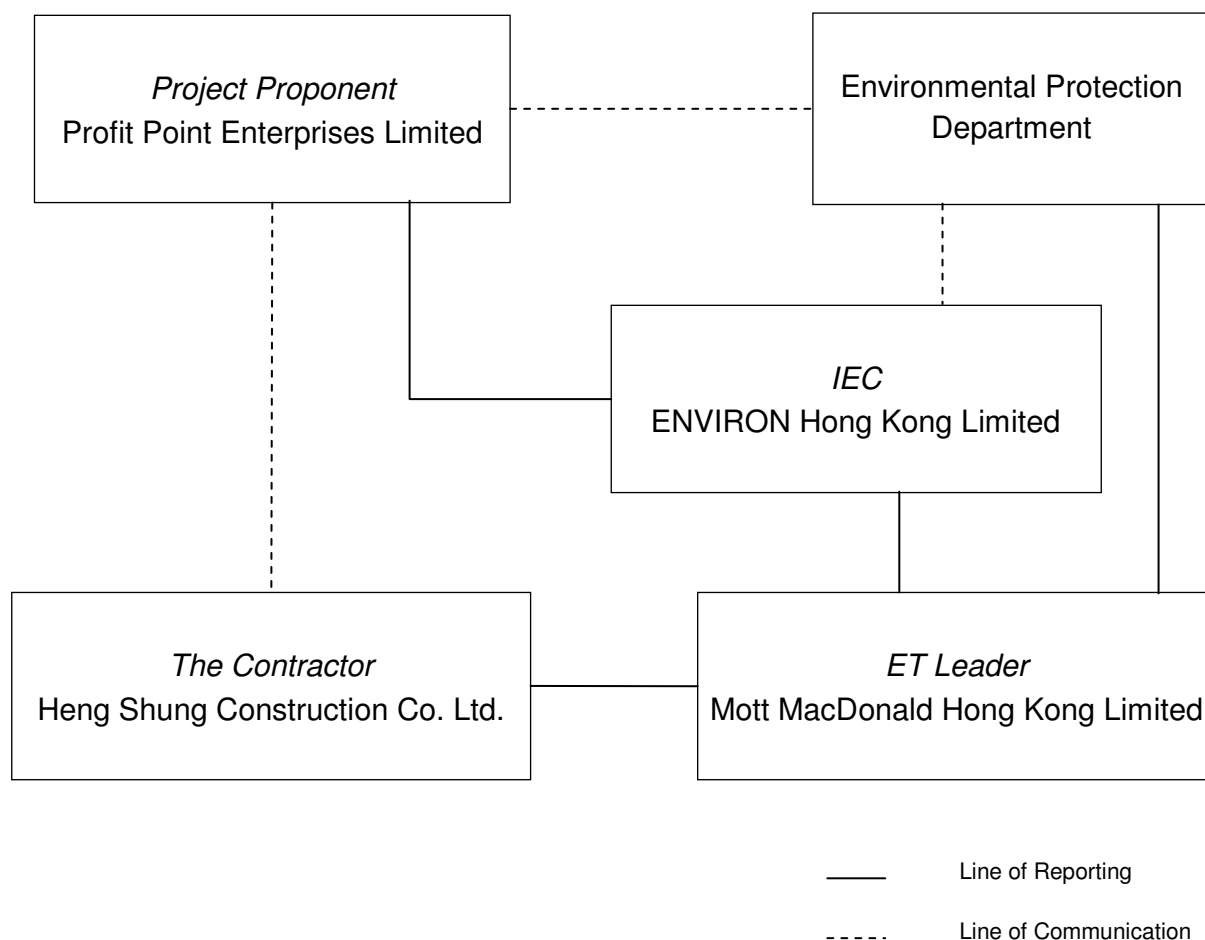 Project Proponent
Profit Point Enterprises Limited
Environmental Protection
Department
IEC
ENVIRON Hong Kong Limited
The Contractor
Heng Shung Construction Co. Ltd.
ET Leader
Mott MacDonald Hong Kong Limited
Line of Reporting
Line of Communication